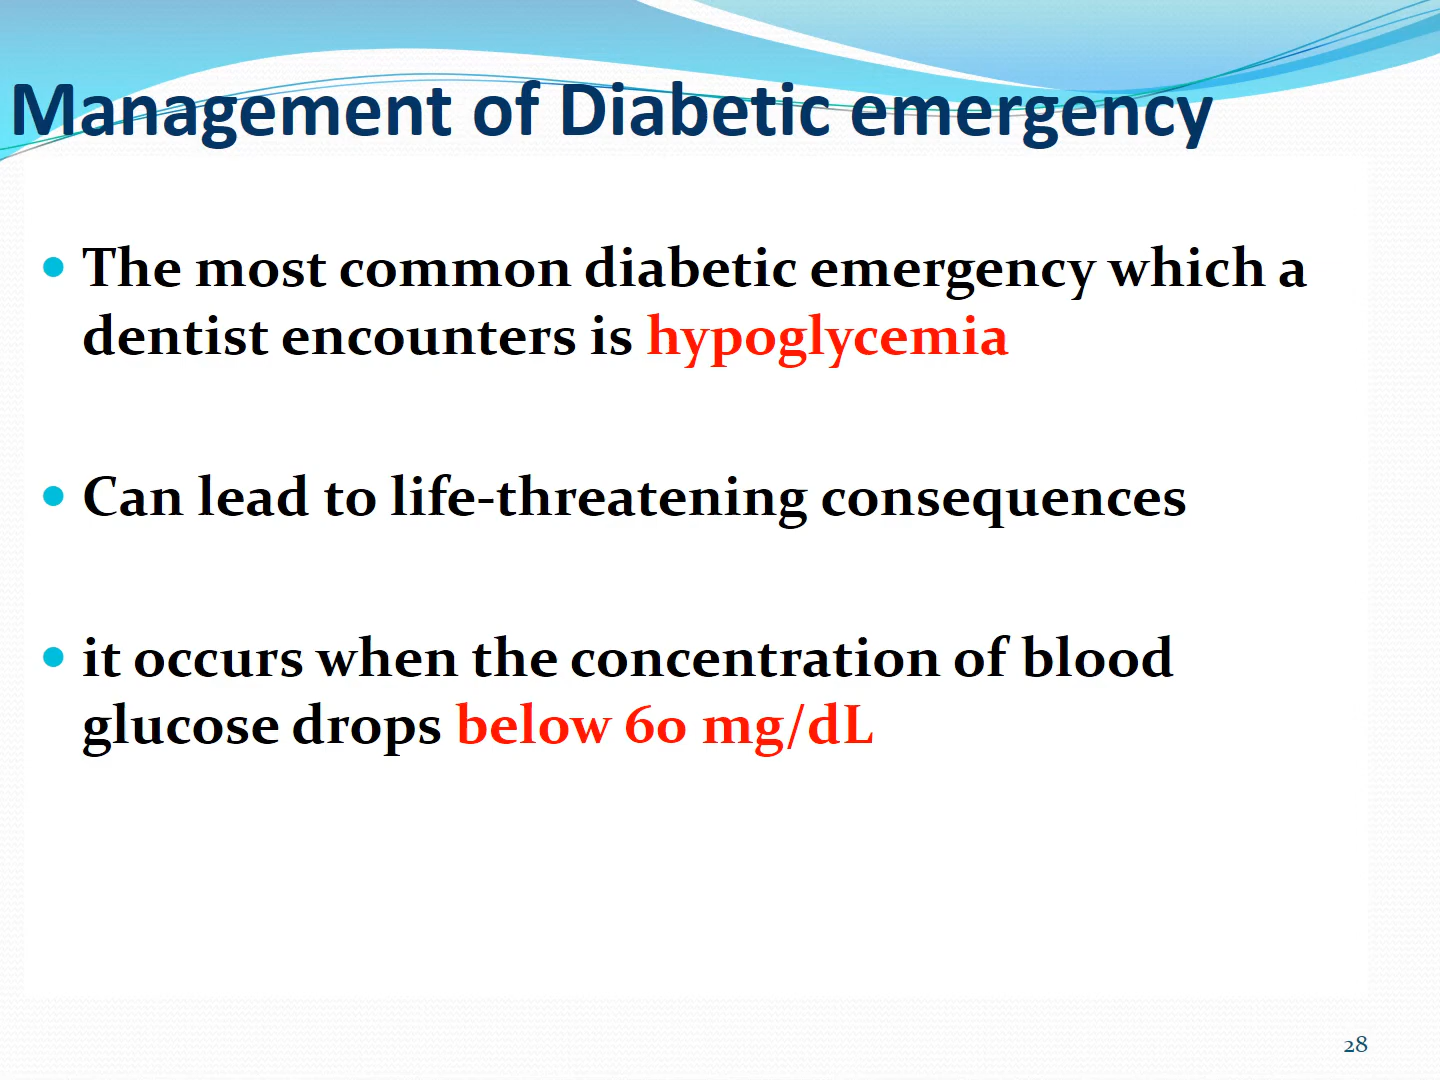 Management of Diabetic emergency
• The most common diabetic emergency which a
dentist encounters is hypoglycemia
• Can lead to life-threatening consequences
• it occurs when the concentration of blood
glucose drops below 60 mg/dL
28